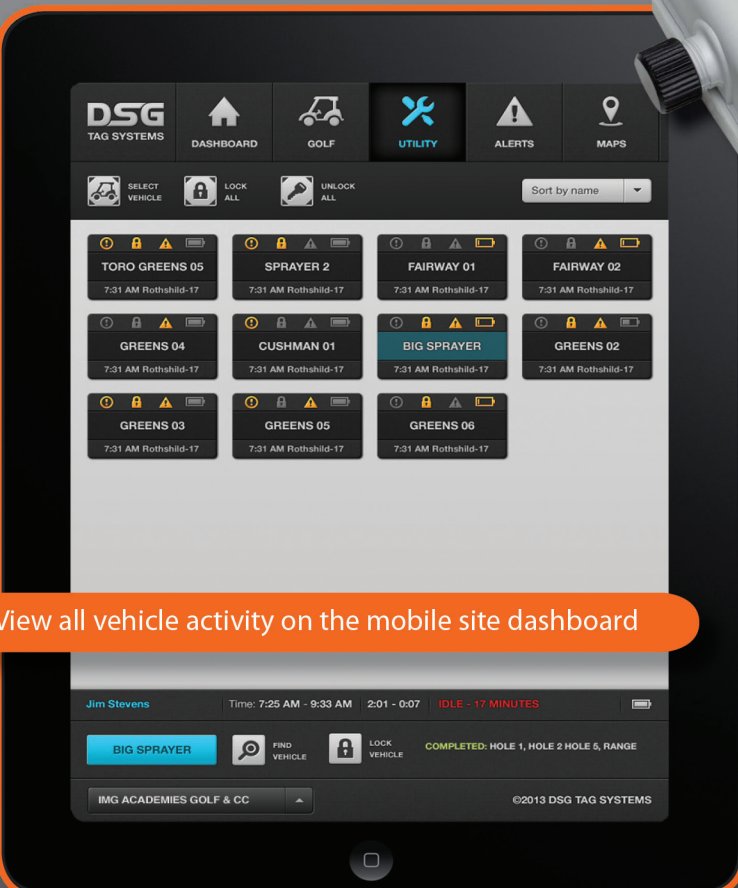 DSG
TAG SYSTEMS
DASHBOARD
GOLF
UTILITY
ALERTS
MAPS
SELECT VEHICLE
LOCK ALL
UNLOCK ALL
Sort by name
TORO GREENS 05
7:31 AM Rothshild-17
SPRAYER 2
7:31 AM Rothshild-17
FAIRWAY 01
7:31 AM Rothshild-17
FAIRWAY 02
7:31 AM Rothshild-17
GREENS 04
7:31 AM Rothshild-17
CUSHMAN 01
7:31 AM Rothshild-17
BIG SPRAYER
7:31 AM Rothshild-17
GREENS 02
7:31 AM Rothshild-17
GREENS 03
7:31 AM Rothshild-17
GREENS 05
7:31 AM Rothshild-17
GREENS 06
7:31 AM Rothshild-17
View all vehicle activity on the mobile site dashboard
Jim Stevens
Time: 7:25 AM - 9:33 AM
2:01 - 0:07
IDLE - 17 MINUTES
BIG SPRAYER
FIND VEHICLE
LOCK VEHICLE
COMPLETED: HOLE 1, HOLE 2 HOLE 5, RANGE
IMG ACADEMIES GOLF & CC
©2013 DSG TAG SYSTEMS